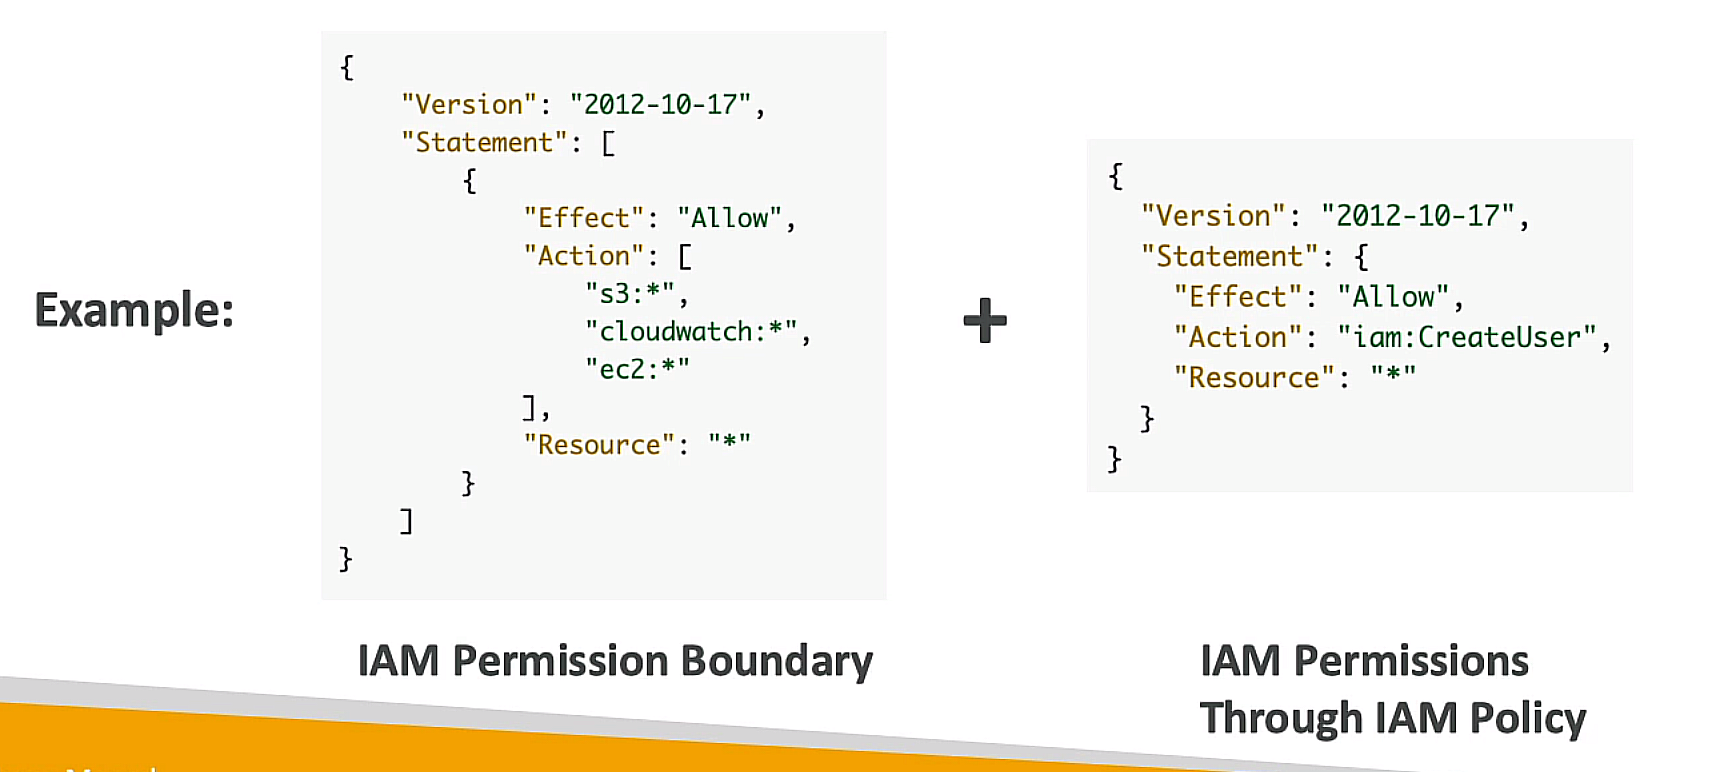 Example:
{
    "Version": "2012-10-17",
    "Statement": [
        {
            "Effect": "Allow",
            "Action": [
                "s3:*",
                "cloudwatch:*",
                "ec2:*"
            ],
            "Resource": "*"
        }
    ]
}
IAM Permission Boundary
+
{
  "Version": "2012-10-17",
  "Statement": {
    "Effect": "Allow",
    "Action": "iam:CreateUser",
    "Resource": "*"
  }
}
IAM Permissions
Through IAM Policy